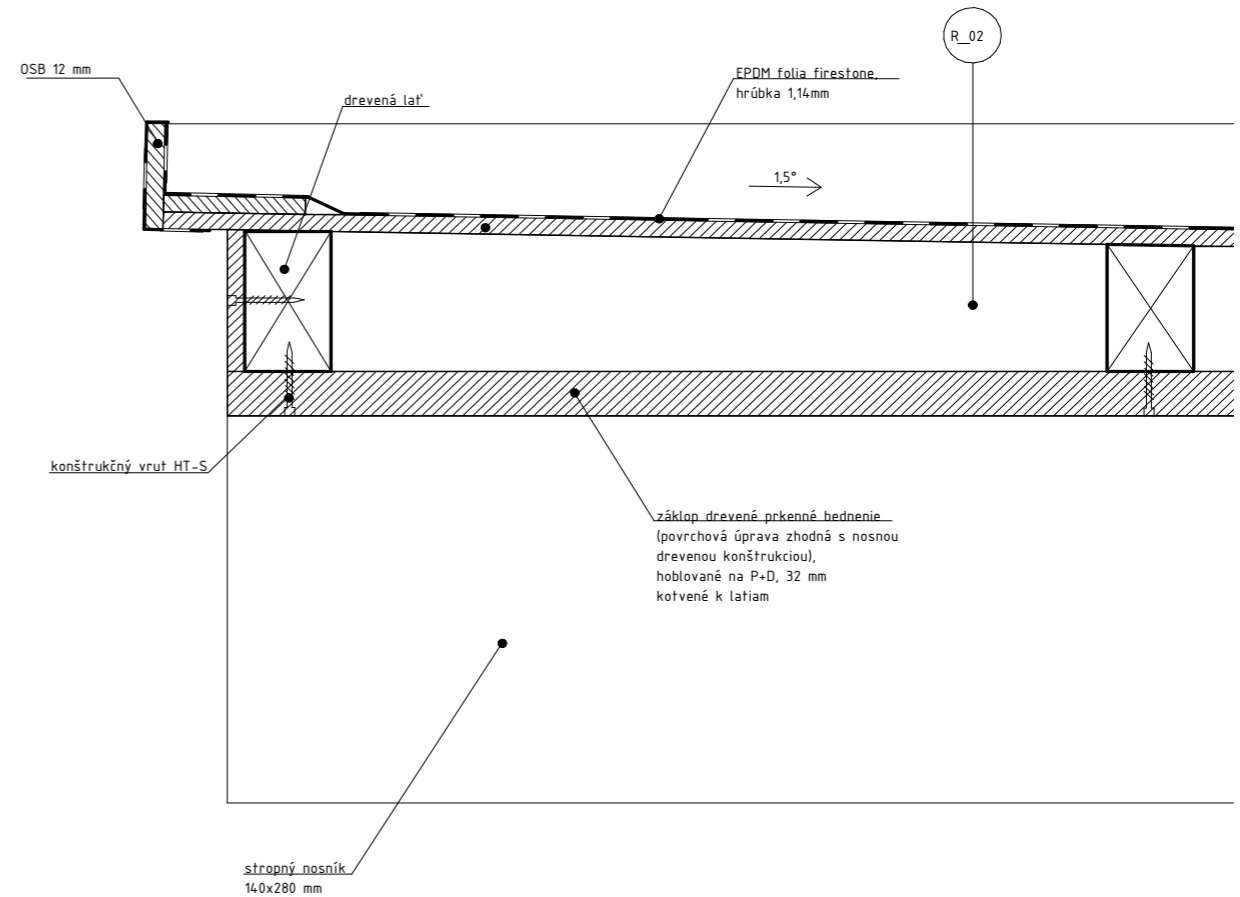 R_02
OSB 12 mm
EPDM folia firestone,
hrúbka 1,14mm
drevená lať
1,5°
konštrukčný vrut HT-S
záklop drevené prkenné bednenie
(povrchová úprava zhodná s nosnou
drevenou konštrukciou),
hoblované na P+D, 32 mm
kotvené k latiam
stropný nosník
140x280 mm